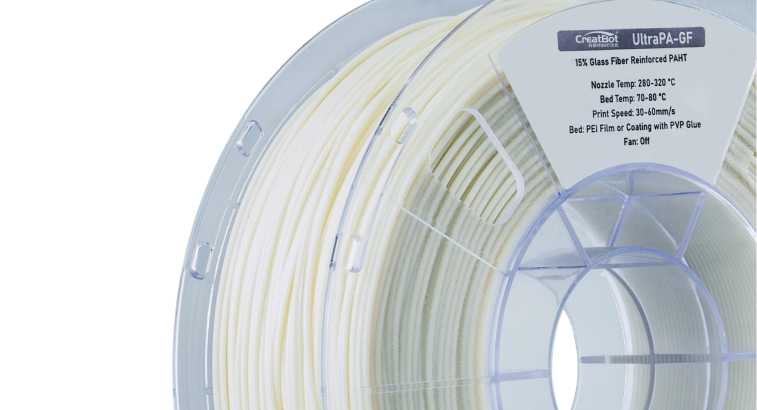 CreatBot UltraPA-GF
15% Glass Fiber Reinforced PAHT
Nozzle Temp: 280-320 °C
Bed Temp: 70-80 °C
Print Speed: 30-60mm/s
Bed: PEI Film or Coating with PVP Glue
Fan: Off